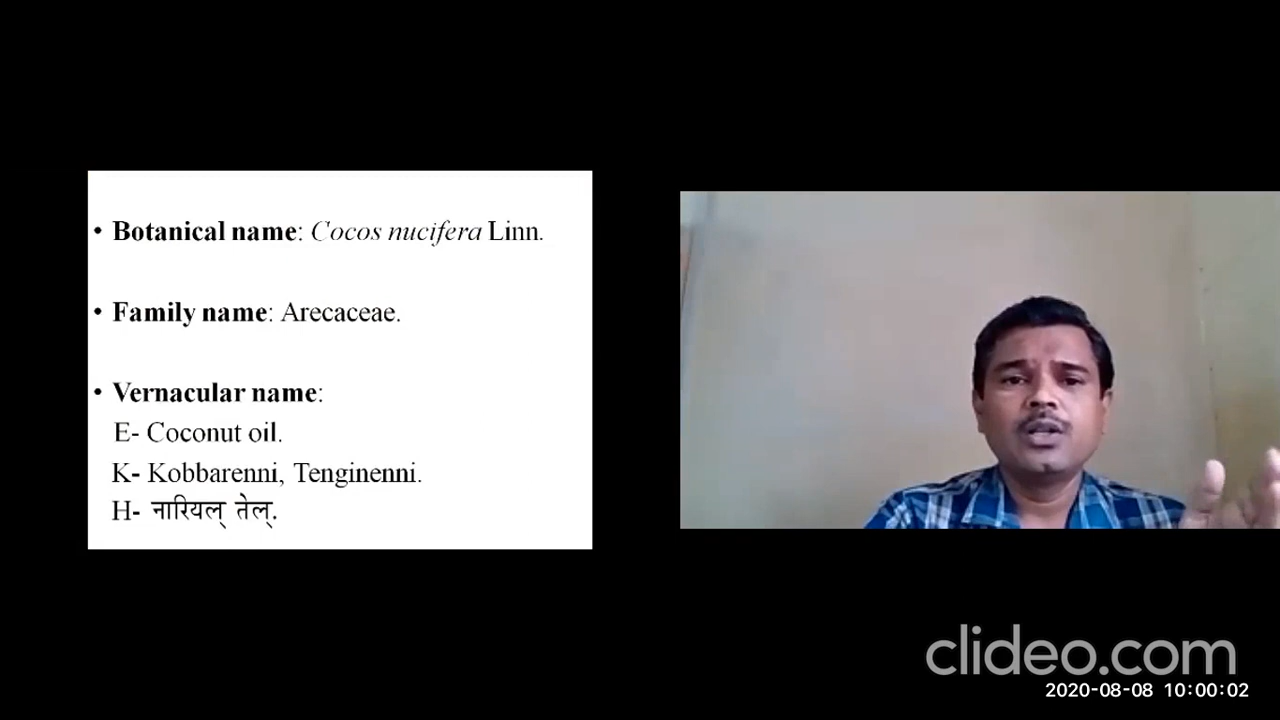 • Botanical name: Cocos nucifera Linn.
• Family name: Arecaceae.
• Vernacular name:
E- Coconut oil.
K- Kobbarenni, Tenginenni.
H- नारियल् तेल्.
clideo.com
2020-08-08 10:00:02